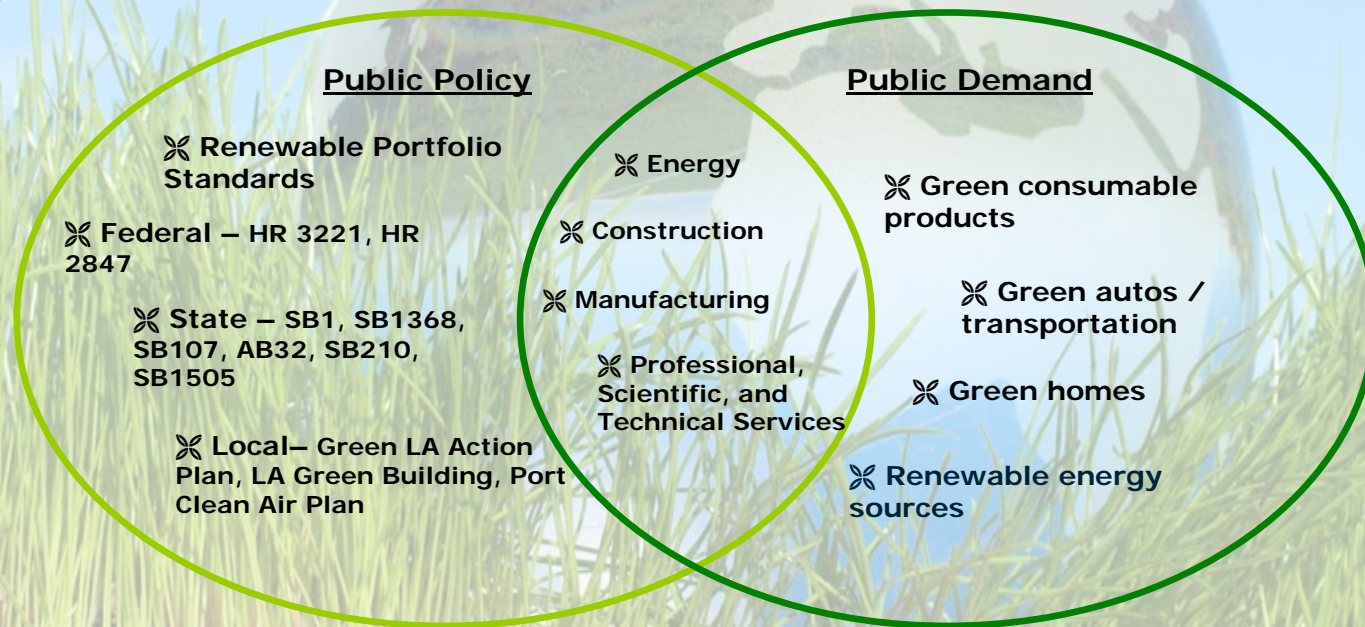 Public Policy
⌘ Renewable Portfolio
Standards
⌘ Federal – HR 3221, HR
2847
⌘ State – SB1, SB1368,
SB107, AB32, SB210,
SB1505
⌘ Local– Green LA Action
Plan, LA Green Building, Port
Clean Air Plan
⌘ Energy
⌘ Construction
⌘ Manufacturing
⌘ Professional,
Scientific, and
Technical Services
Public Demand
⌘ Green consumable
products
⌘ Green autos /
transportation
⌘ Green homes
⌘ Renewable energy
sources